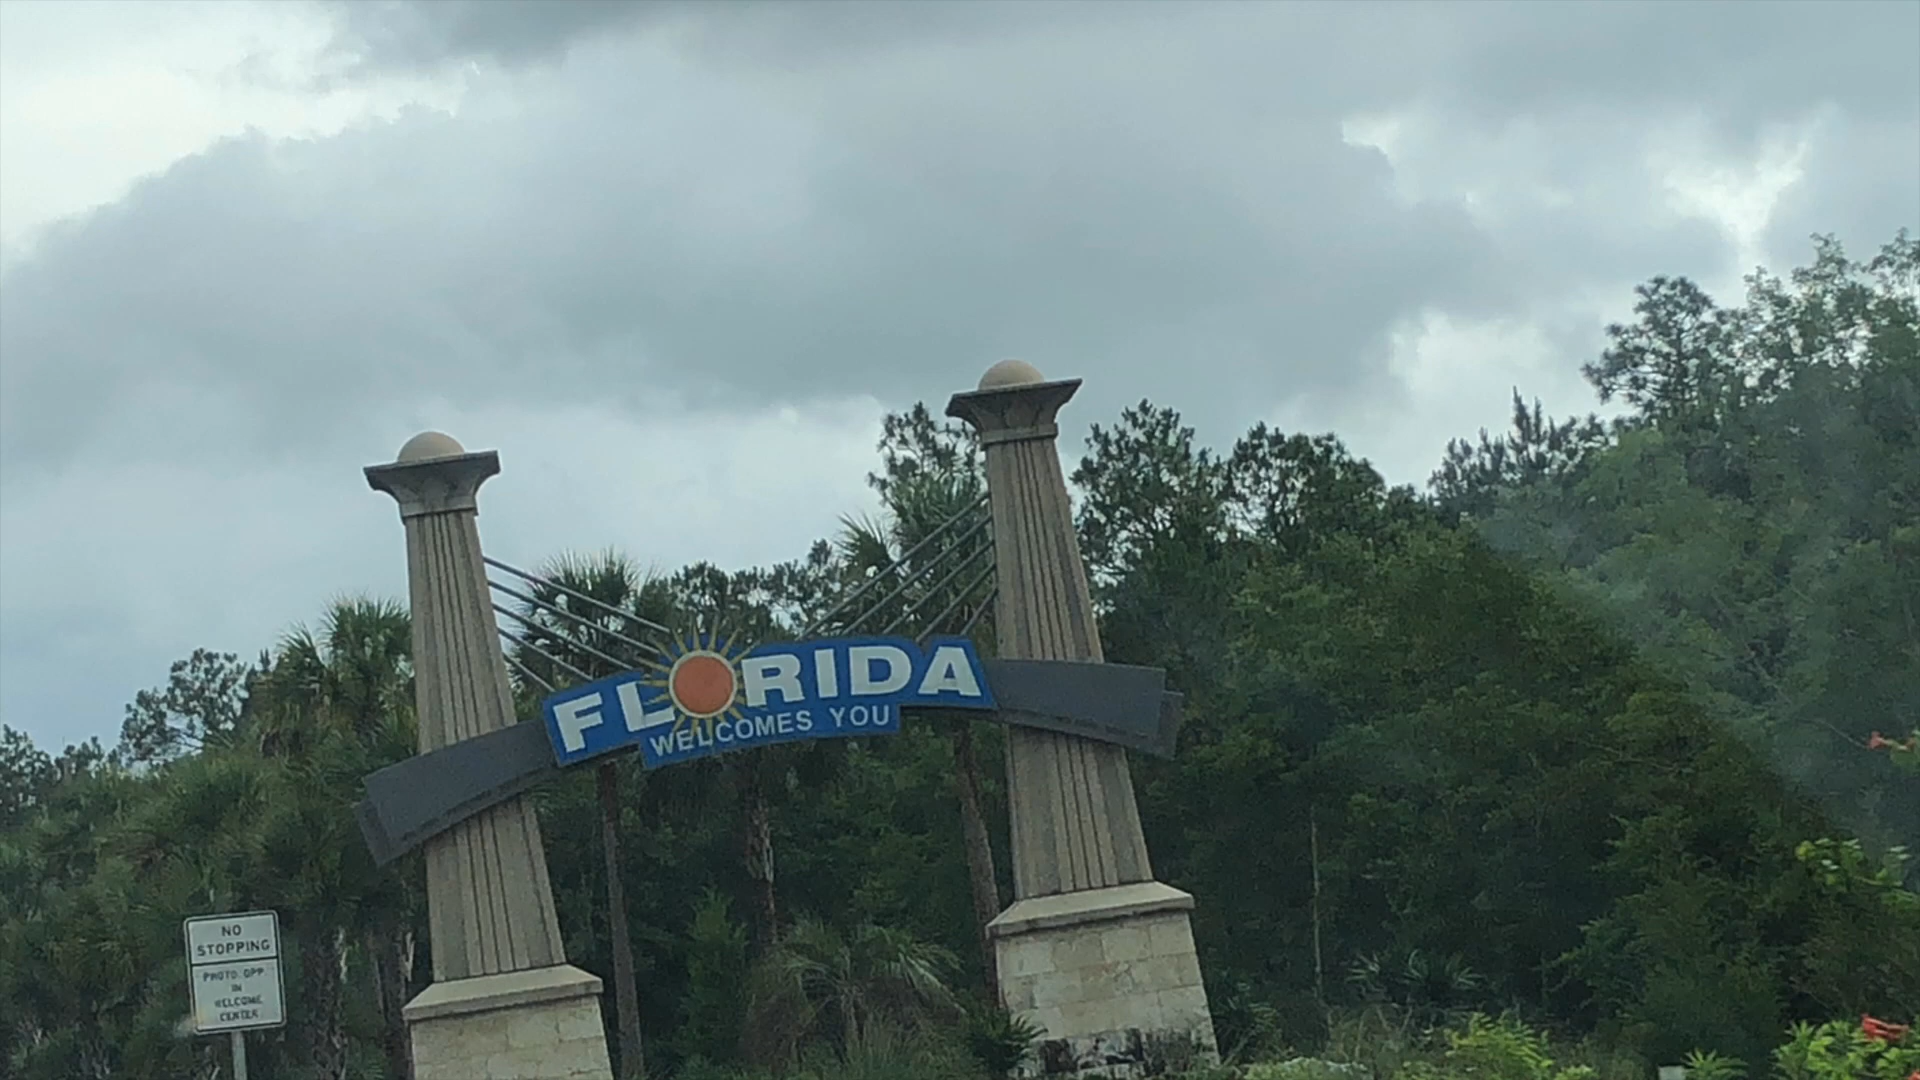 FLORIDA
WELCOMES YOU
NO
STOPPING
PHOTO OPP
IN
WELCOME
CENTER